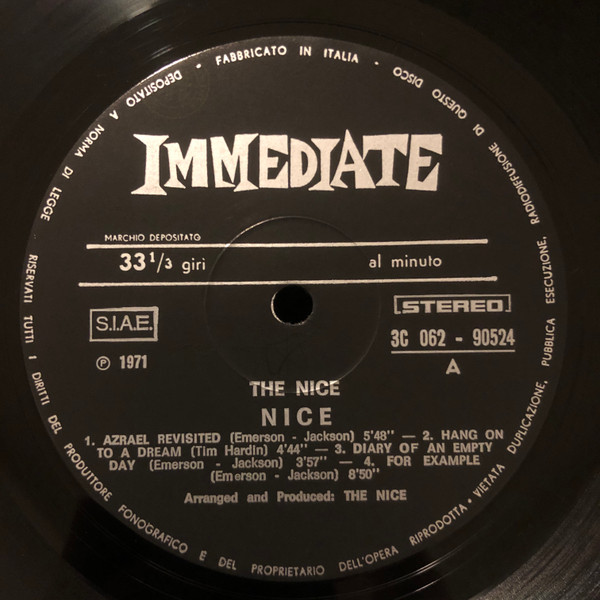 DEPOSITATO A NORMA DI LEGGE - FABBRICATO IN ITALIA - RISERVATI TUTTI I DIRITTI DEL PRODUTTORE FONOGRAFICO E DEL PROPRIETARIO DELL'OPERA RIPRODOTTA • VIETATA DUPLICAZIONE, PUBBLICA ESECUZIONE, RADIODIFFUSIONE DI QUESTO DISCO
IMMEDIATE
MARCHIO DEPOSITATO
33 1/3 giri al minuto
S.I.A.E.
STEREO
3C 062 - 90524
℗ 1971
A
THE NICE
NICE
1. AZRAEL REVISITED (Emerson - Jackson) 5'48" — 2. HANG ON
TO A DREAM (Tim Hardin) 4'44" — 3. DIARY OF AN EMPTY
DAY (Emerson - Jackson) 3'57" — 4. FOR EXAMPLE
(Emerson - Jackson) 8'50"
Arranged and Produced: THE NICE